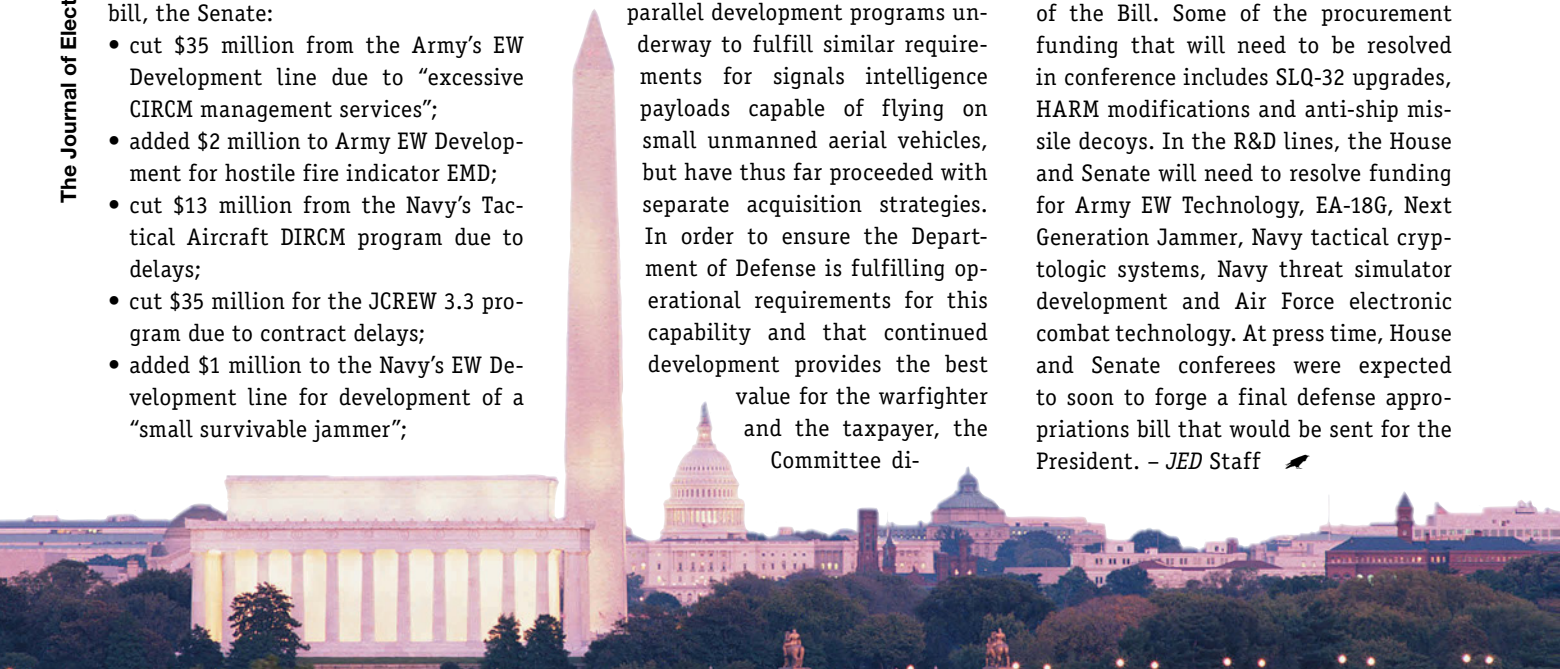 The Journal of Elect
bill, the Senate:
• cut $35 million from the Army’s EW
Development line due to “excessive
CIRCM management services”;
• added $2 million to Army EW Develop-
ment for hostile fire indicator EMD;
• cut $13 million from the Navy’s Tac-
tical Aircraft DIRCM program due to
delays;
• cut $35 million for the JCREW 3.3 pro-
gram due to contract delays;
• added $1 million to the Navy’s EW De-
velopment line for development of a
“small survivable jammer”;
parallel development programs un-
derway to fulfill similar require-
ments for signals intelligence
payloads capable of flying on
small unmanned aerial vehicles,
but have thus far proceeded with
separate acquisition strategies.
In order to ensure the Depart-
ment of Defense is fulfilling op-
erational requirements for this
capability and that continued
development provides the best
value for the warfighter
and the taxpayer, the
Committee di-
of the Bill. Some of the procurement
funding that will need to be resolved
in conference includes SLQ-32 upgrades,
HARM modifications and anti-ship mis-
sile decoys. In the R&D lines, the House
and Senate will need to resolve funding
for Army EW Technology, EA-18G, Next
Generation Jammer, Navy tactical cryp-
tologic systems, Navy threat simulator
development and Air Force electronic
combat technology. At press time, House
and Senate conferees were expected
to soon to forge a final defense appro-
priations bill that would be sent for the
President. – JED Staff